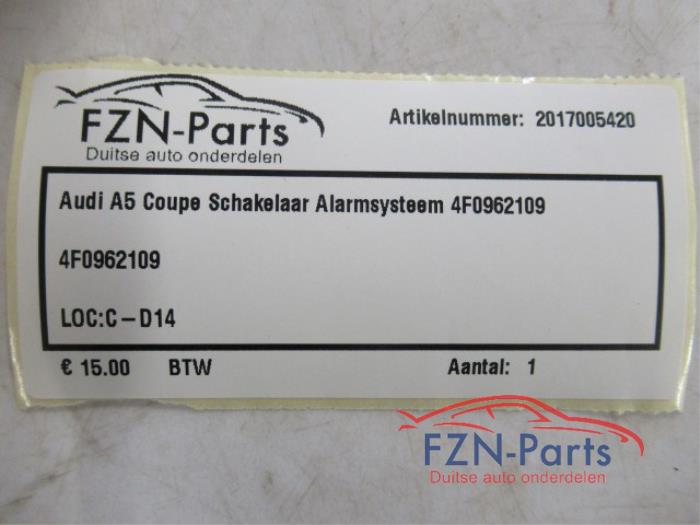 FZN-Parts
Duitse auto onderdelen
Artikelnummer: 2017005420
Audi A5 Coupe Schakelaar Alarmsysteem 4F0962109
4F0962109
LOC:C-D14
€ 15.00 BTW Aantal: 1
FZN-Parts
Duitse auto onderdelen